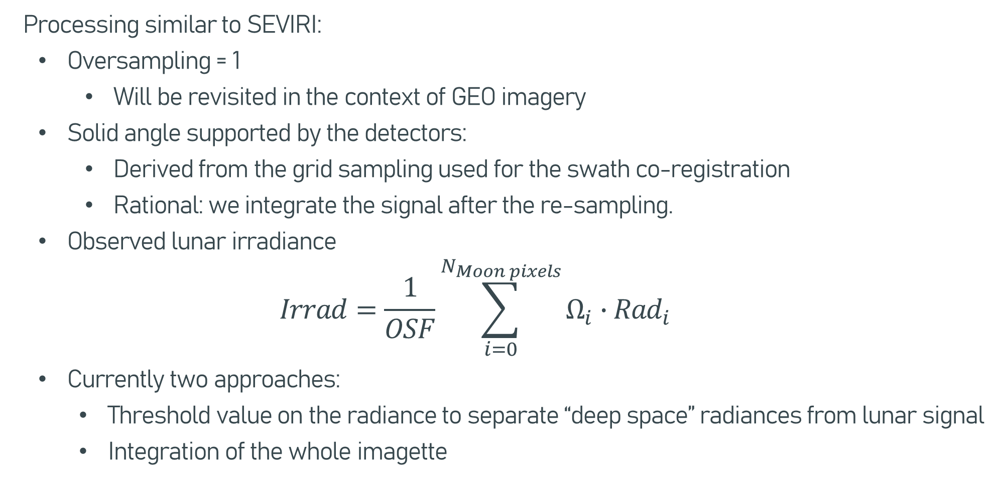 Processing similar to SEVIRI:
• Oversampling = 1
• Will be revisited in the context of GEO imagery
• Solid angle supported by the detectors:
• Derived from the grid sampling used for the swath co-registration
• Rational: we integrate the signal after the re-sampling.
• Observed lunar irradiance
Irrad = \frac{1}{OSF} \sum_{i=0}^{N_{Moon pixels}} Ω_i · Rad_i
• Currently two approaches:
• Threshold value on the radiance to separate “deep space” radiances from lunar signal
• Integration of the whole imagette